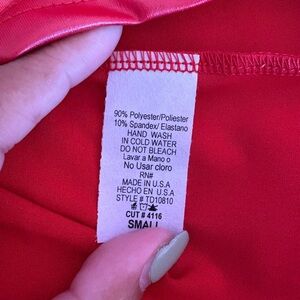 90% Polyester/Poliester
10% Spandex/ Elastano
HAND WASH
IN COLD WATER
DO NOT BLEACH
Lavar a Mano o
No Usar cloro
RN#
MADE IN U.S.A
HECHO EN U.S.A
STYLE # TD10810
CUT # 4116
SMALL